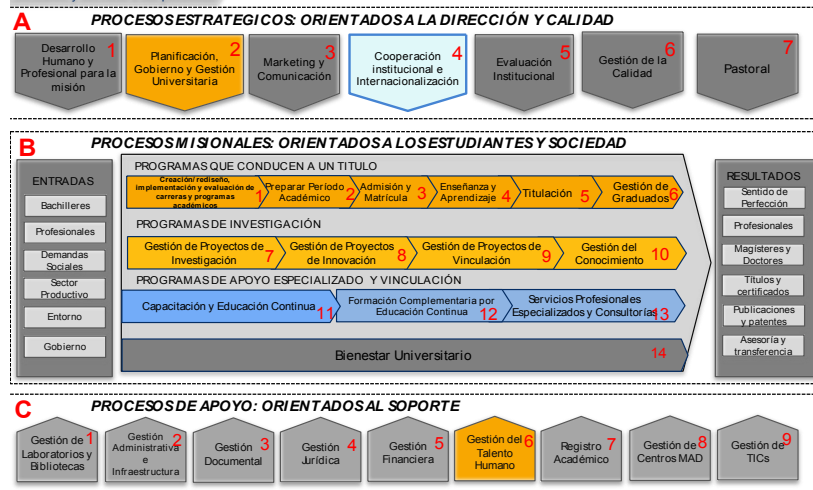 A PROCESOS ESTRATEGICOS: ORIENTADOS A LA DIRECCIÓN Y CALIDAD
Desarrollo
Humano y
Profesional para la
misión
1
Planificación,
Gobierno y Gestión
Universitaria
2
Marketing y
Comunicación
3
Cooperación
institucional e
Internacionalización
4
Evaluación
Institucional
5
Gestión de la
Calidad
6
Pastoral
7
B PROCESOS MISIONALES: ORIENTADOS A LOS ESTUDIANTES Y SOCIEDAD
ENTRADAS
Bachilleres
Profesionales
Demandas
Sociales
Sector
Productivo
Entorno
Gobierno
PROGRAMAS QUE CONDUCEN A UN TITULO
Creación/ rediseño,
implementación y evaluación de
carreras y programas
académicos
1
Preparar Período
Académico
2
Admisión y
Matrícula
3
Enseñanza y
Aprendizaje
4
Titulación
5
Gestión de
Graduados
6
PROGRAMAS DE INVESTIGACIÓN
Gestión de Proyectos de
Investigación
7
Gestión de Proyectos
de Innovación
8
Gestión de Proyectos de
Vinculación
9
Gestión del
Conocimiento
10
PROGRAMAS DE APOYO ESPECIALIZADO Y VINCULACIÓN
Capacitación y Educación Continua
11
Formación Complementaria por
Educación Continua
12
Servicios Profesionales
Especializados y Consultorías
13
Bienestar Universitario
14
RESULTADOS
Sentido de
Perfección
Profesionales
Magísteres y
Doctores
Títulos y
certificados
Publicaciones
y patentes
Asesoría y
transferencia
C PROCESOS DE APOYO: ORIENTADOS AL SOPORTE
Gestión de
Laboratorios y
Bibliotecas
1
Gestión
Administrativa
e
Infraestructura
2
Gestión
Documental
3
Gestión
Jurídica
4
Gestión
Financiera
5
Gestión del
Talento
Humano
6
Registro
Académico
7
Gestión de
Centros MAD
8
Gestión de
TICs
9